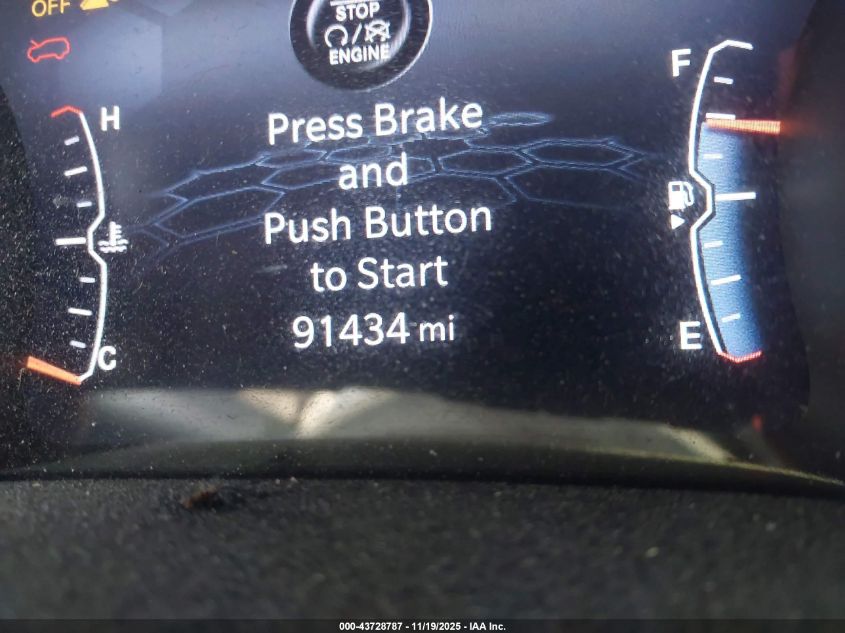 OFF
STOP
ENGINE
H
F
Press Brake
and
Push Button
to Start
91434 mi
C
E
000-43728787 - 11/19/2025 - IAA Inc.